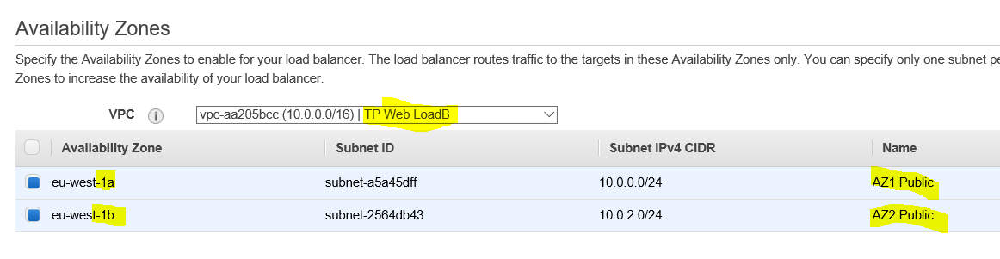 Availability Zones
Specify the Availability Zones to enable for your load balancer. The load balancer routes traffic to the targets in these Availability Zones only. You can specify only one subnet pe
Zones to increase the availability of your load balancer.
VPC i vpc-aa205bcc (10.0.0.0/16) | TP Web LoadB
Availability Zone Subnet ID Subnet IPv4 CIDR Name
eu-west-1a subnet-a5a45dff 10.0.0.0/24 AZ1 Public
eu-west-1b subnet-2564db43 10.0.2.0/24 AZ2 Public